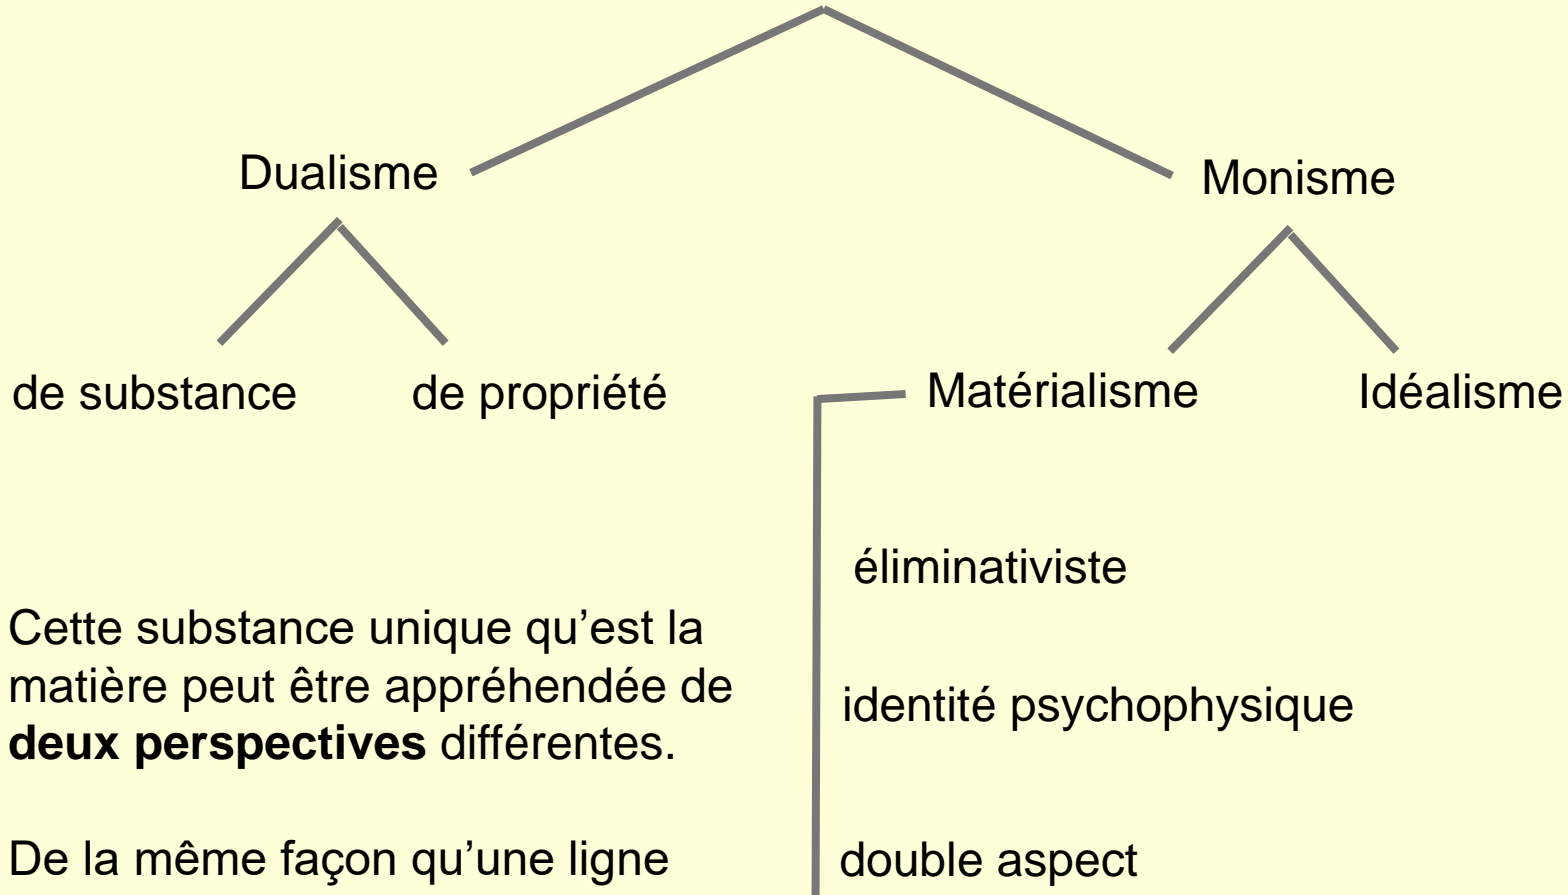 Dualisme
Monisme
de substance
de propriété
Matérialisme
Idéalisme
éliminativiste
Cette substance unique qu’est la
matière peut être appréhendée de
deux perspectives différentes.
identité psychophysique
De la même façon qu’une ligne
double aspect